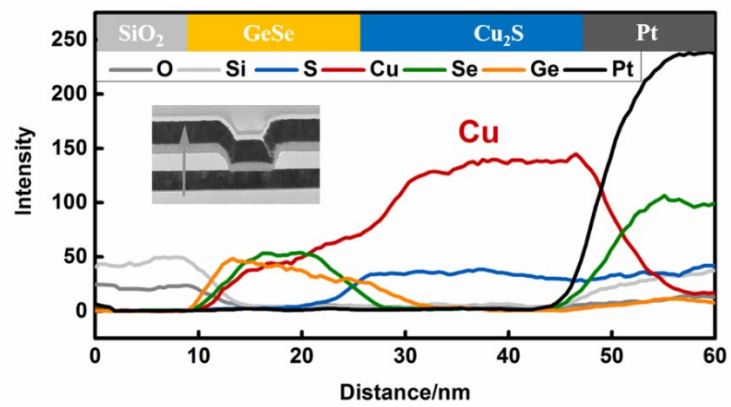 SiO₂ GeSe Cu₂S Pt
O Si S Cu Se Ge Pt
Cu
Intensity
250
200
150
100
50
0
0 10 20 30 40 50 60
Distance/nm